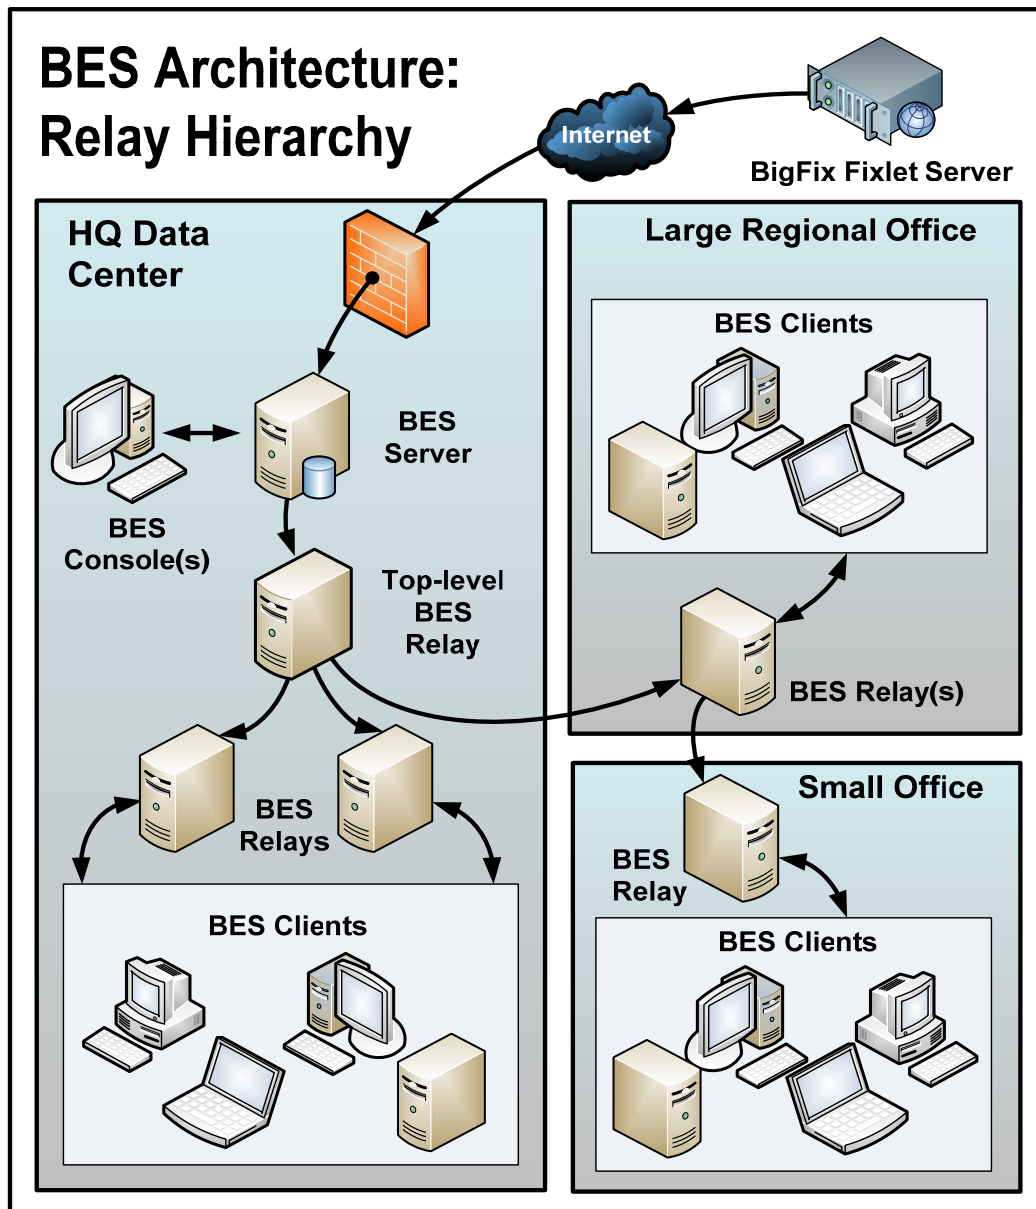 BES Architecture:
Relay Hierarchy
Internet
BigFix Fixlet Server
HQ Data
Center
BES
Server
BES
Console(s)
Top-level
BES
Relay
BES
Relays
BES Clients
Large Regional Office
BES Clients
BES Relay(s)
Small Office
BES
Relay
BES Clients